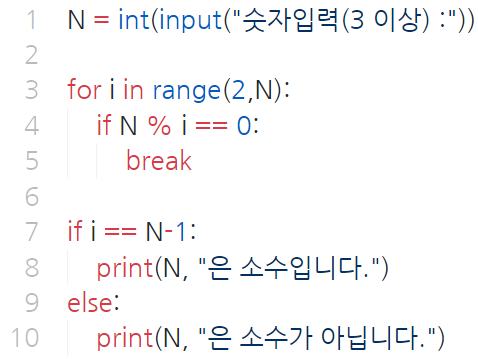 1 N = int(input("숫자입력(3 이상) :"))
2
3 for i in range(2,N):
4     if N % i == 0:
5         break
6
7 if i == N-1:
8     print(N, "은 소수입니다.")
9 else:
10     print(N, "은 소수가 아닙니다.")